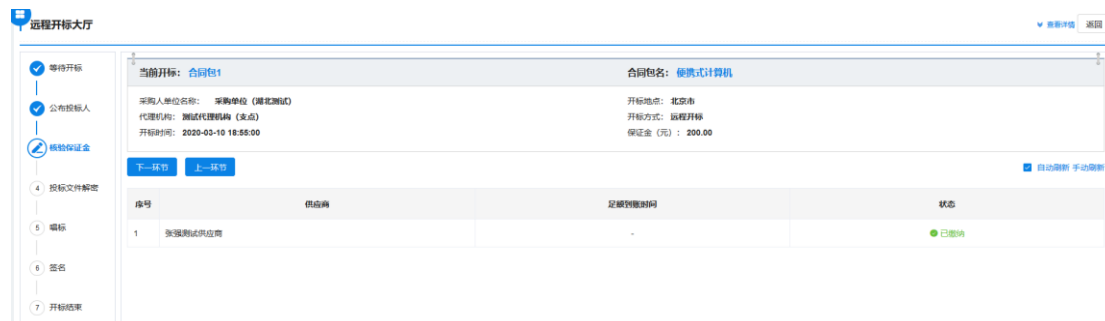 远程开标大厅
查看详情 返回
等待开标
公布投标人
核验保证金
4 投标文件解密
5 唱标
6 签名
7 开标结束
当前开标： 合同包1 合同包名： 便携式计算机
采购人单位名称： 采购单位（湖北测试） 开标地点： 北京市
代理机构： 测试代理机构（支点） 开标方式： 远程开标
开标时间： 2020-03-10 18:55:00 保证金（元）： 200.00
下一环节 上一环节 自动刷新 手动刷新
序号 供应商 足额到账时间 状态
1 张强测试供应商 - 已缴纳